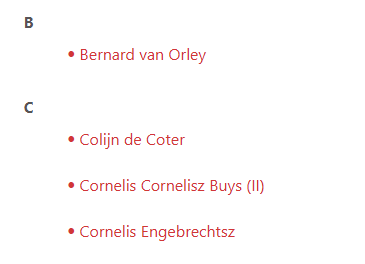 B
• Bernard van Orley
C
• Colijn de Coter
• Cornelis Cornelisz Buys (II)
• Cornelis Engebrechtsz